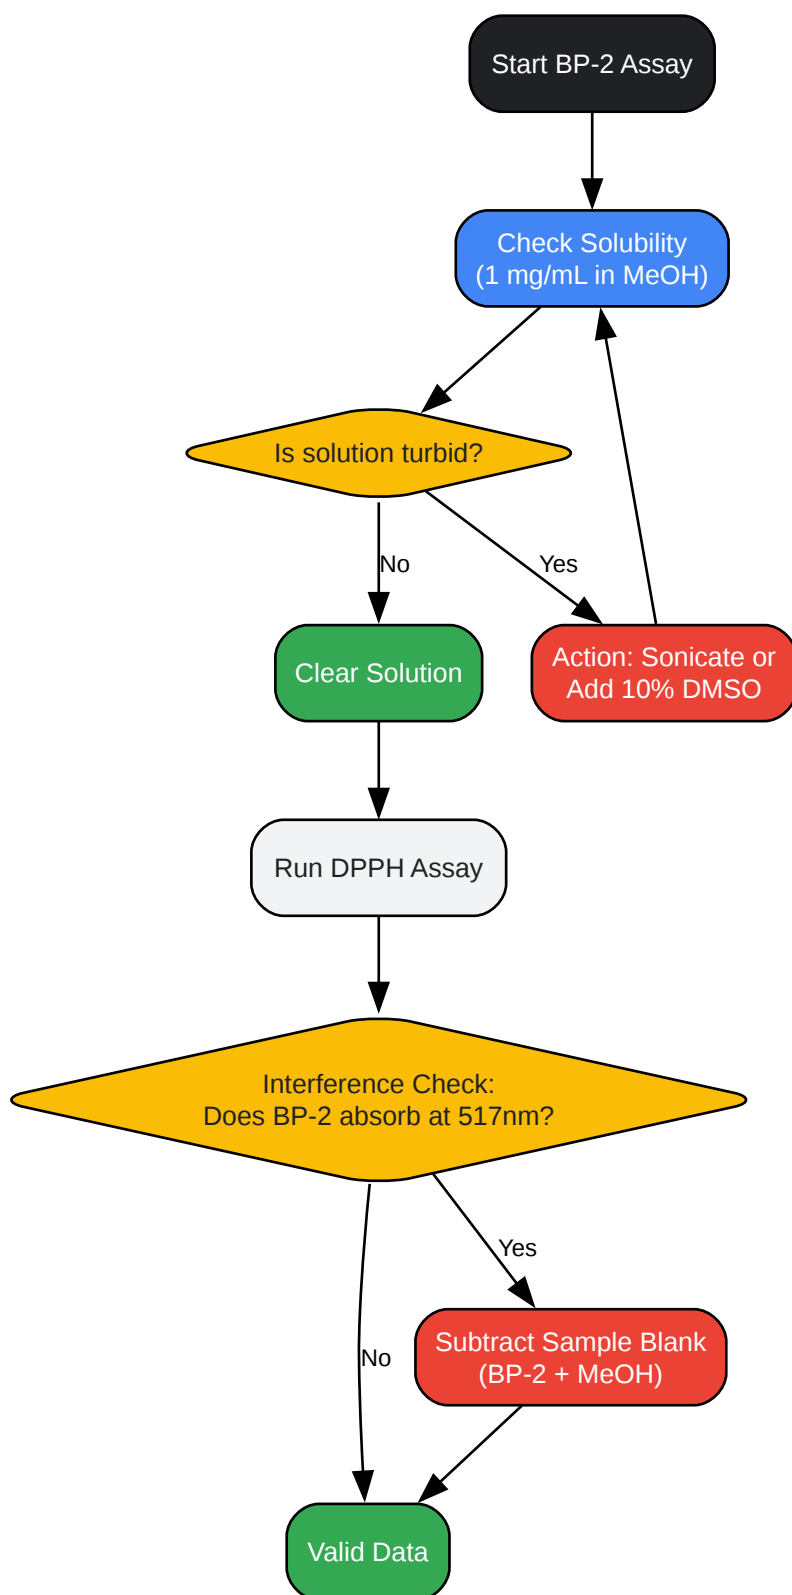 Start BP-2 Assay
Check Solubility
(1 mg/mL in MeOH)
Is solution turbid?
No
Yes
Clear Solution
Action: Sonicate or
Add 10% DMSO
Run DPPH Assay
Interference Check:
Does BP-2 absorb at 517nm?
Yes
Subtract Sample Blank
(BP-2 + MeOH)
No
Valid Data